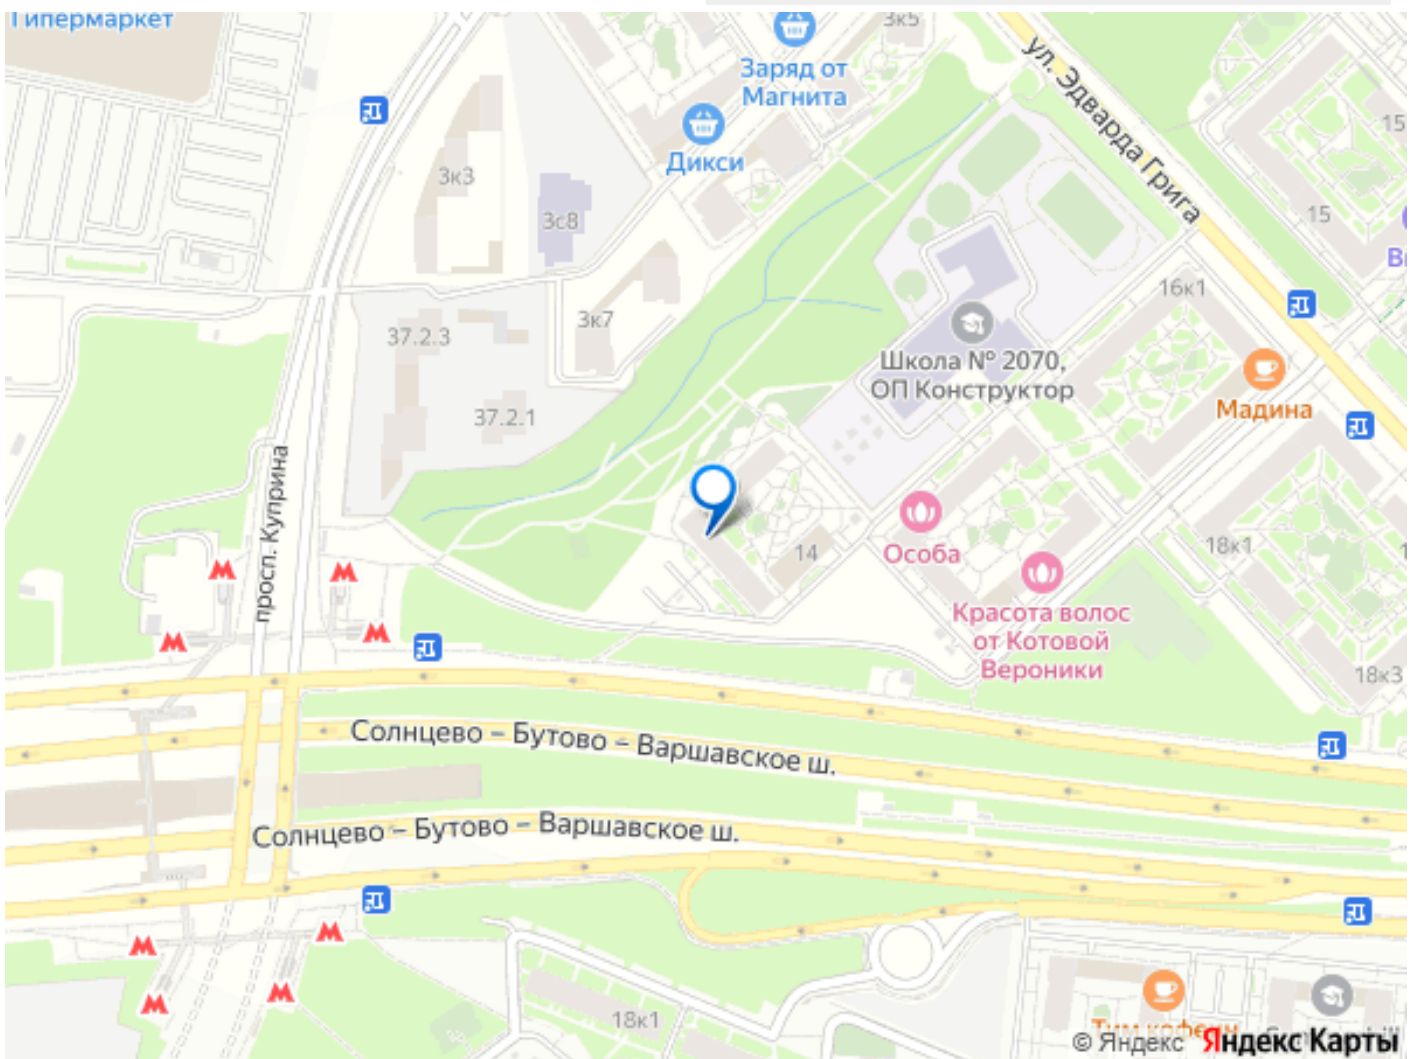 Гипермаркет
3к5
Заряд от
Магнита
ул. Эдварда Грига
15
Дикси
3к3
3с8
15
16к1
3к7
37.2.3
Школа № 2070,
ОП Конструктор
Мадина
37.2.1
просп. Куприна
14
Особа
18к1
Красота волос
от Котовой
Вероники
18к3
Солнцево – Бутово – Варшавское ш.
Солнцево – Бутово – Варшавское ш.
18к1
© Яндекс Яндекс Карты